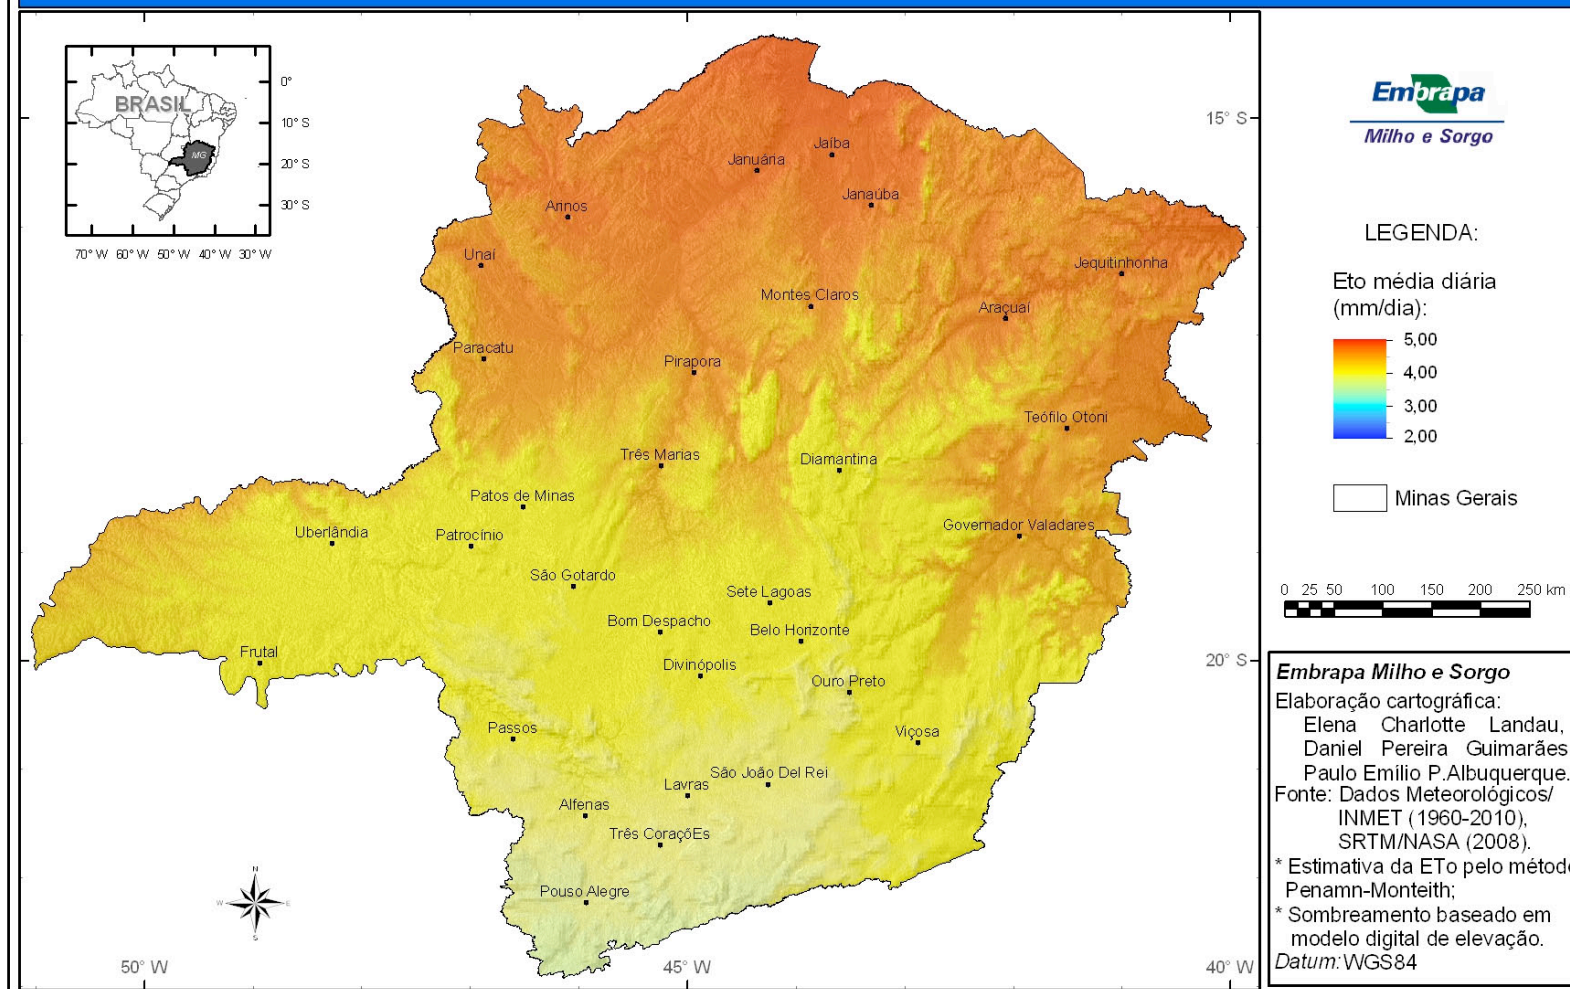 BRASIL
MG
0°
10° S
20° S
30° S
70° W 60° W 50° W 40° W 30° W
Jaíba
Januária
Janaúba
Arinos
Unaí
Jequitinhonha
Montes Claros
Araçuaí
Paracatu
Pirapora
Teófilo Otoni
Três Marias
Diamantina
Patos de Minas
Uberlândia
Patrocínio
Governador Valadares
São Gotardo
Sete Lagoas
Bom Despacho
Belo Horizonte
Frutal
Divinópolis
Ouro Preto
Passos
Viçosa
São João Del Rei
Lavras
Alfenas
Três CoraçõEs
Pouso Alegre
N
W
E
S
50° W
45° W
40° W
15° S
20° S
Embrapa
Milho e Sorgo
LEGENDA:
Eto média diária
(mm/dia):
5,00
4,00
3,00
2,00
Minas Gerais
0 25 50 100 150 200 250 km
Embrapa Milho e Sorgo
Elaboração cartográfica:
Elena Charlotte Landau,
Daniel Pereira Guimarães
Paulo Emílio P.Albuquerque.
Fonte: Dados Meteorológicos/
INMET (1960-2010),
SRTM/NASA (2008).
* Estimativa da ETo pelo método
Penamn-Monteith;
* Sombreamento baseado em
modelo digital de elevação.
Datum:WGS84